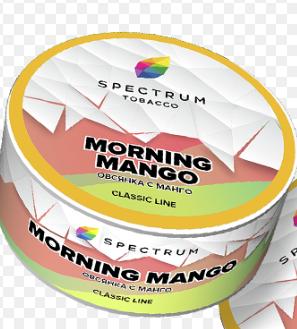 SPECTRUM
TOBACCO
MORNING
MANGO
ОВСЯНКА С МАНГО
CLASSIC LINE
SPECTRUM
MORNING MANGO
ОВСЯНКА С МАНГО
CLASSIC LINE